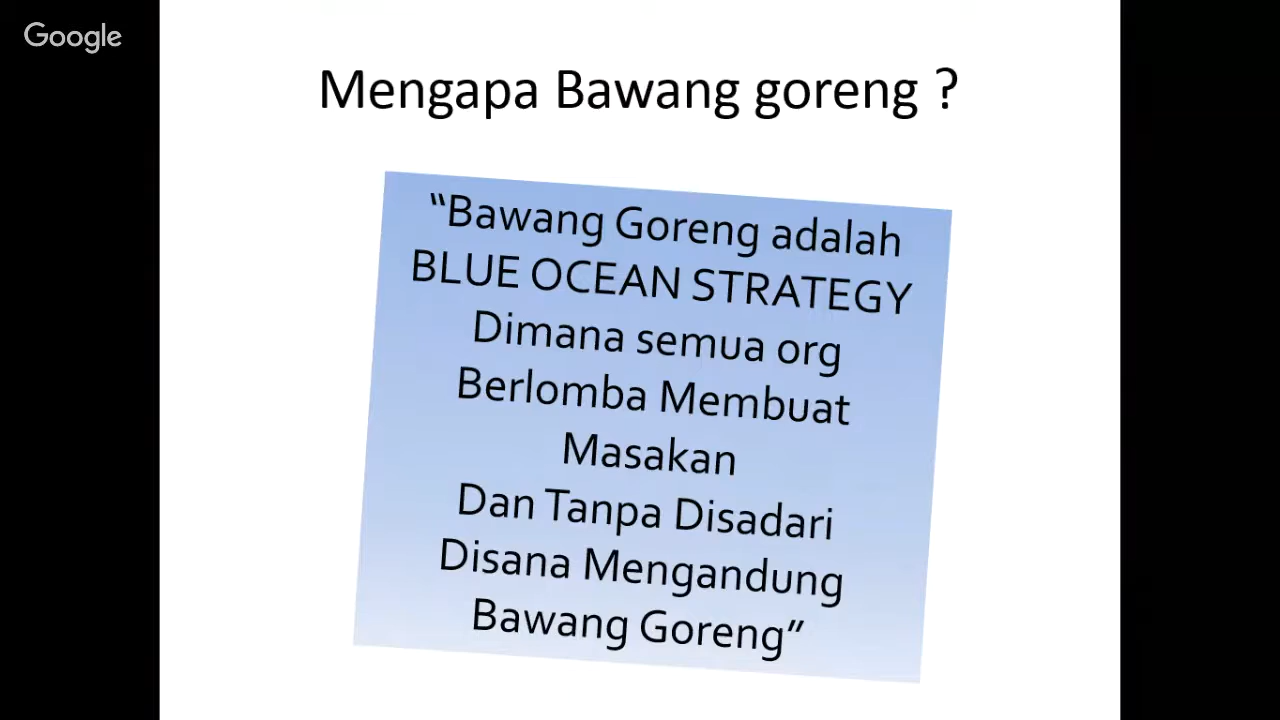 Google
Mengapa Bawang goreng ?
“Bawang Goreng adalah
BLUE OCEAN STRATEGY
Dimana semua org
Berlomba Membuat
Masakan
Dan Tanpa Disadari
Disana Mengandung
Bawang Goreng”